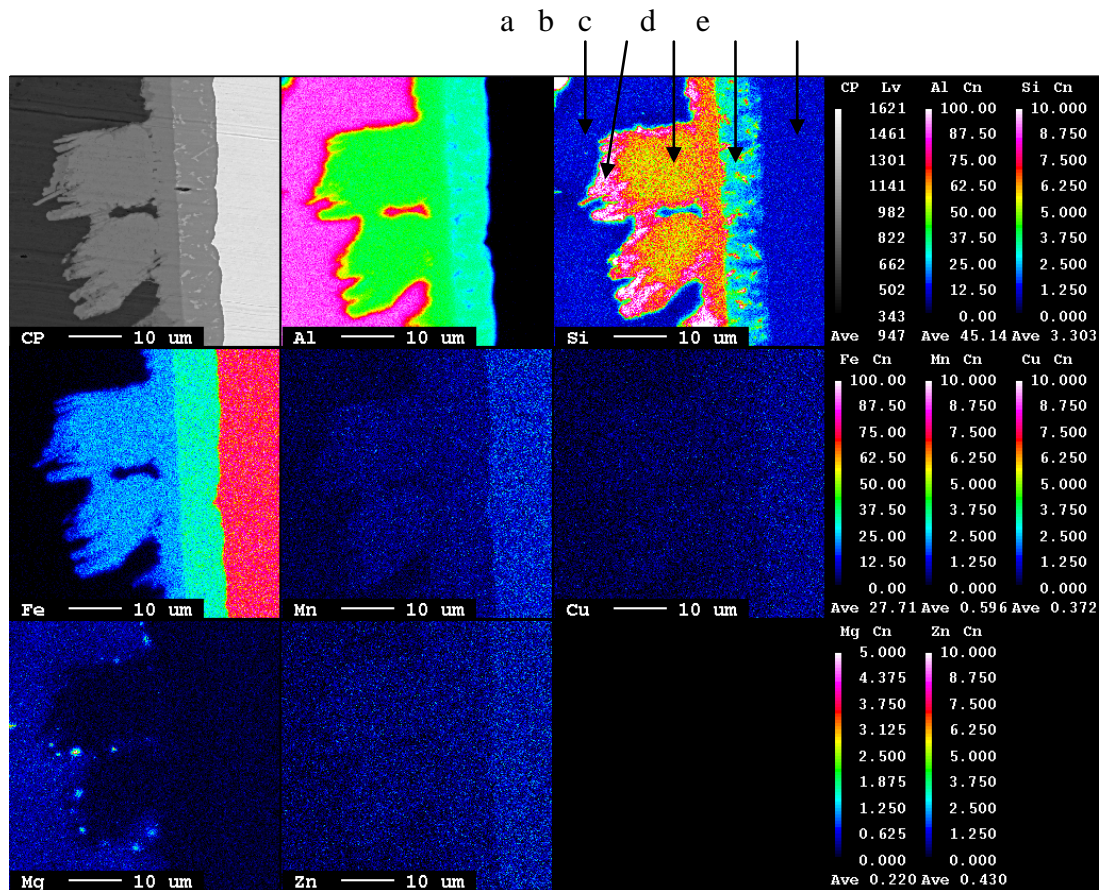 a b c d e
CP Lv Al Cn Si Cn
1621 100.00 10.000
1461 87.50 8.750
1301 75.00 7.500
1141 62.50 6.250
982 50.00 5.000
822 37.50 3.750
662 25.00 2.500
502 12.50 1.250
343 0.00 0.000
Ave 947 Ave 45.14 Ave 3.303
CP 10 um Al 10 um Si 10 um
Fe Cn Mn Cn Cu Cn
100.00 10.000 10.000
87.50 8.750 8.750
75.00 7.500 7.500
62.50 6.250 6.250
50.00 5.000 5.000
37.50 3.750 3.750
25.00 2.500 2.500
12.50 1.250 1.250
0.00 0.000 0.000
Ave 27.71 Ave 0.596 Ave 0.372
Fe 10 um Mn 10 um Cu 10 um
Mg Cn Zn Cn
5.000 10.000
4.375 8.750
3.750 7.500
3.125 6.250
2.500 5.000
1.875 3.750
1.250 2.500
0.625 1.250
0.000 0.000
Ave 0.220 Ave 0.430
Mg 10 um Zn 10 um